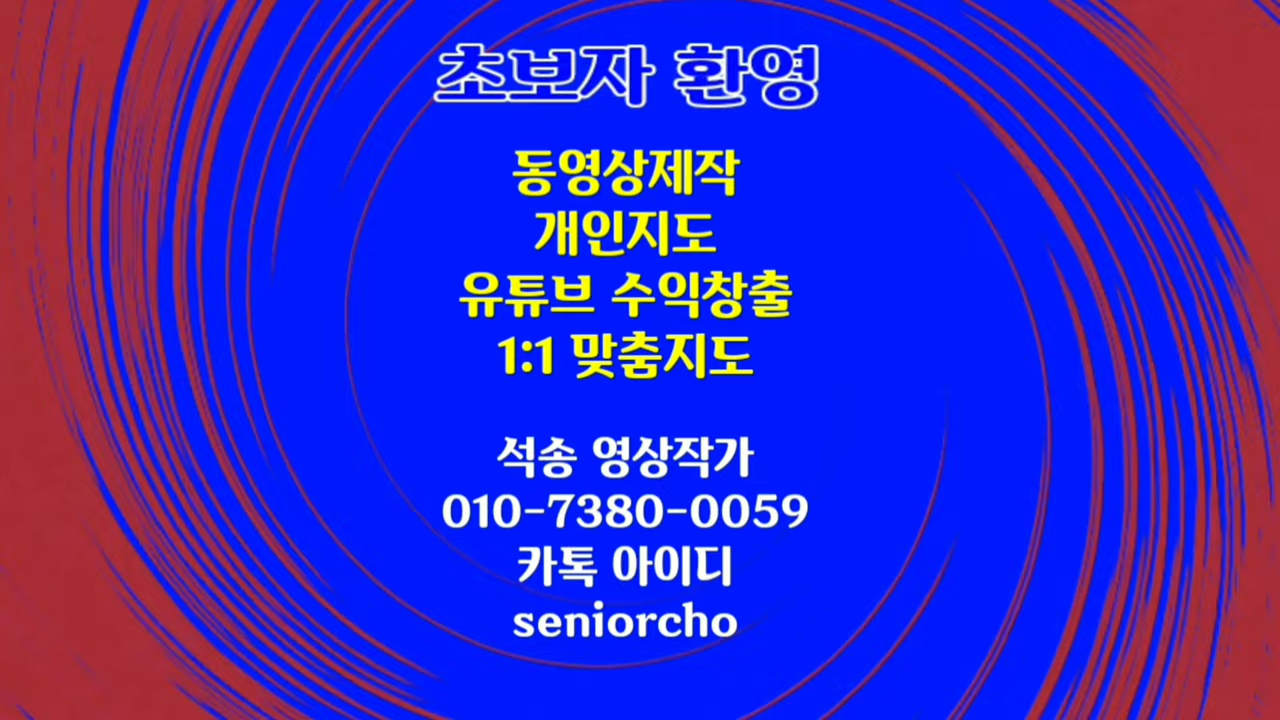 초보자 환영
동영상제작
개인지도
유튜브 수익창출
1:1 맞춤지도
석송 영상작가
010-7380-0059
카톡 아이디
seniorcho